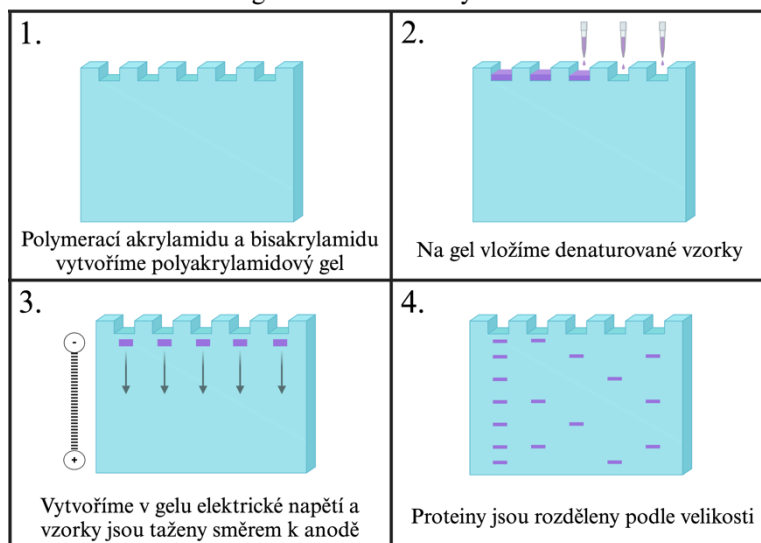 1.
Polymerací akrylamidu a bisakrylamidu
vytvoříme polyakrylamidový gel
2.
Na gel vložíme denaturované vzorky
3.
-
+
Vytvoříme v gelu elektrické napětí a
vzorky jsou taženy směrem k anodě
4.
Proteiny jsou rozděleny podle velikosti